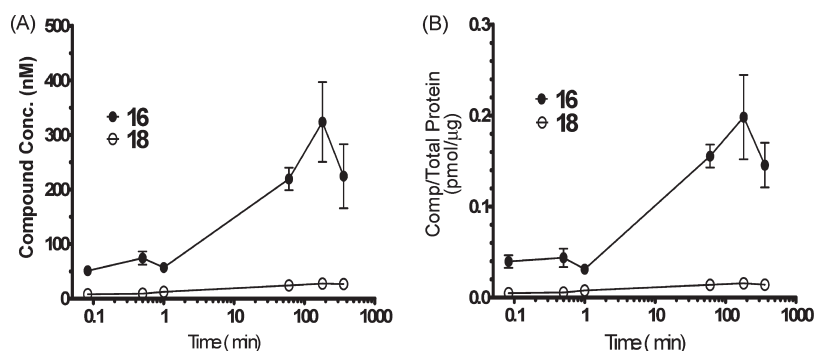 (A)
500
400
300
200
100
0
Compound Conc. (nM)
16
18
0.1 1 10 100 1000
Time( min)
(B)
0.3
0.2
0.1
0.0
Comp/Total Protein
(pmol/µg)
16
18
0.1 1 10 100 1000
Time( min)